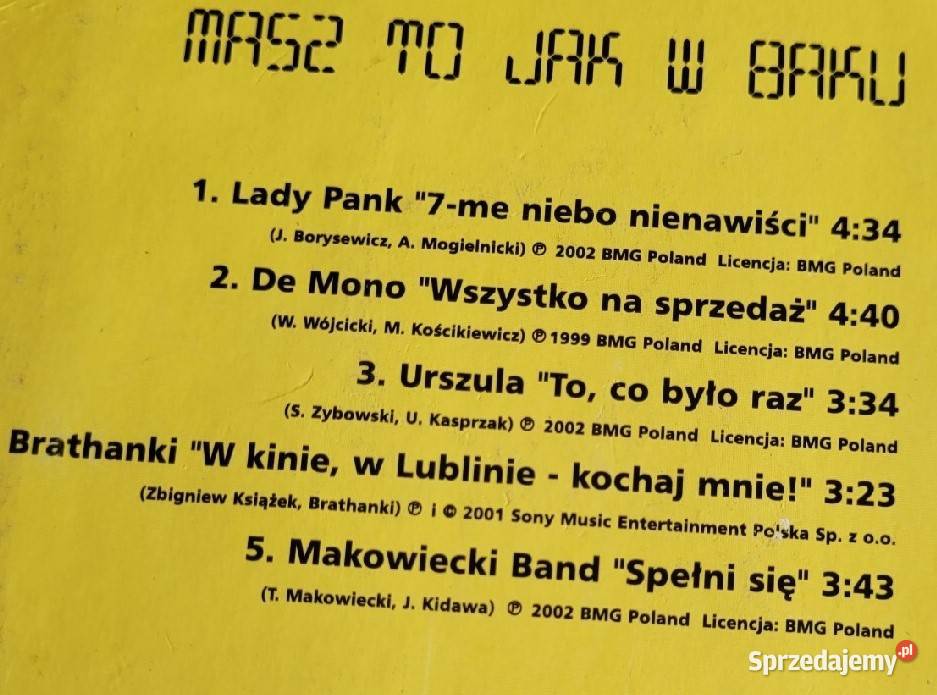 MASZ TO JAK W BAKU
1. Lady Pank "7-me niebo nienawiści" 4:34
(J. Borysewicz, A. Mogielnicki) ℗ 2002 BMG Poland Licencja: BMG Poland
2. De Mono "Wszystko na sprzedaż" 4:40
(W. Wójcicki, M. Kościkiewicz) ℗ 1999 BMG Poland Licencja: BMG Poland
3. Urszula "To, co było raz" 3:34
(S. Zybowski, U. Kasprzak) ℗ 2002 BMG Poland Licencja: BMG Poland
Brathanki "W kinie, w Lublinie - kochaj mnie!" 3:23
(Zbigniew Książek, Brathanki) ℗ i © 2001 Sony Music Entertainment Polska Sp. z o.o.
5. Makowiecki Band "Spełni się" 3:43
(T. Makowiecki, J. Kidawa) ℗ 2002 BMG Poland Licencja: BMG Poland
Sprzedajemy.pl